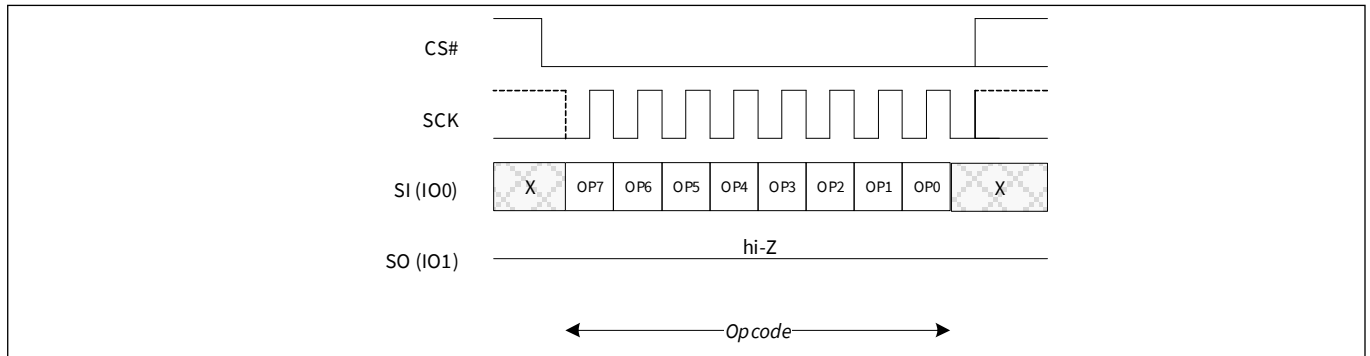 CS#
SCK
SI (IO0)
X OP7 OP6 OP5 OP4 OP3 OP2 OP1 OP0 X
hi-Z
SO (IO1)
Opcode